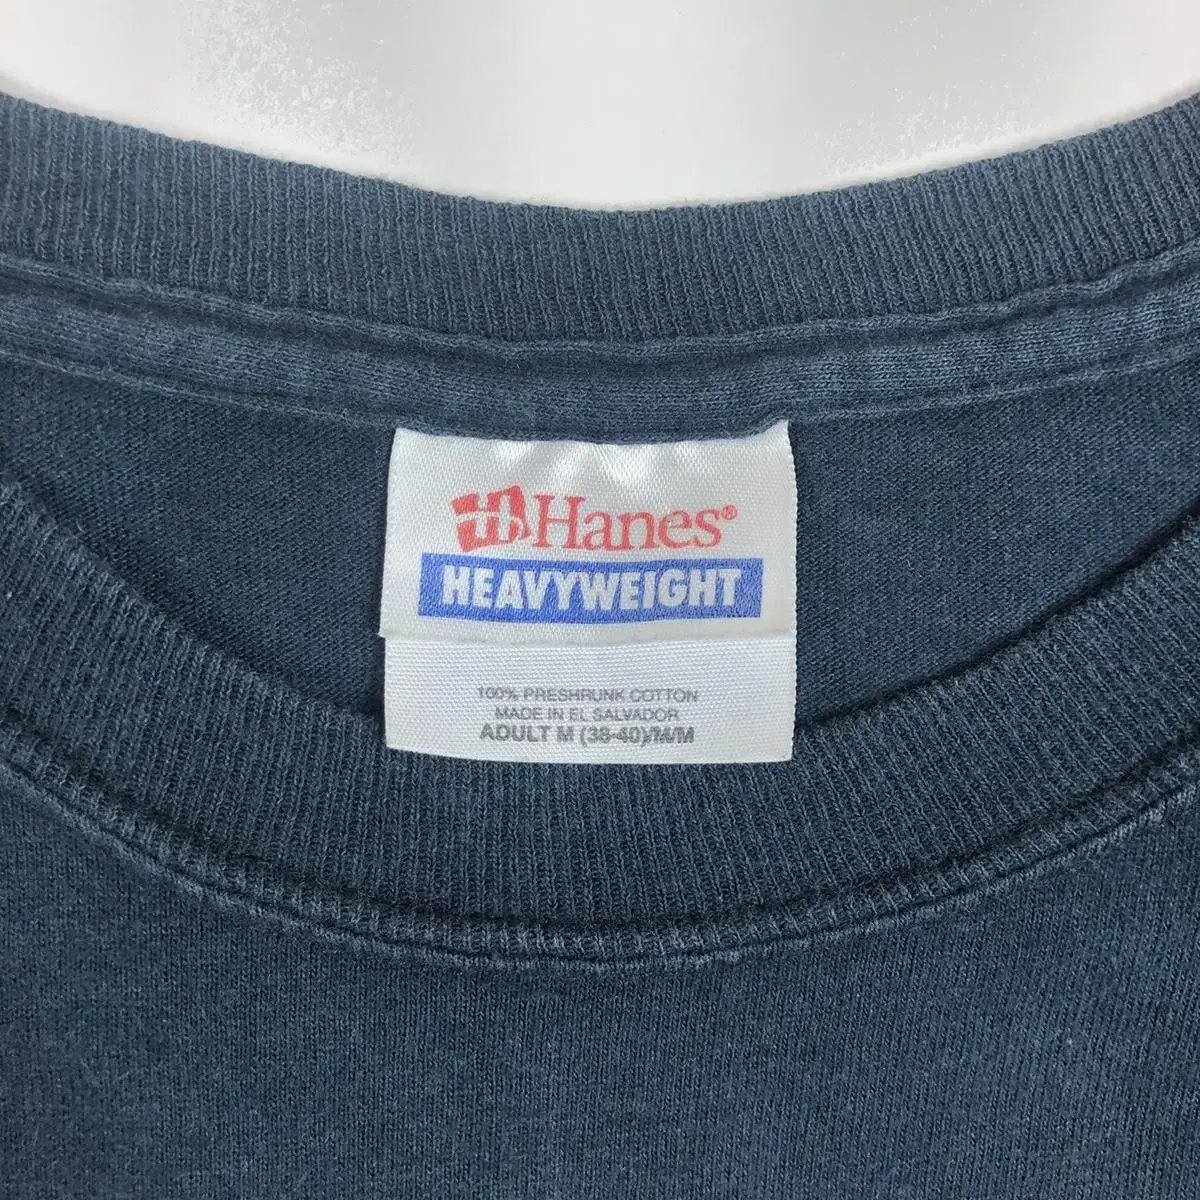 Hanes®
HEAVYWEIGHT
100% PRESHRUNK COTTON
MADE IN EL SALVADOR
ADULT M (38-40)/M/M